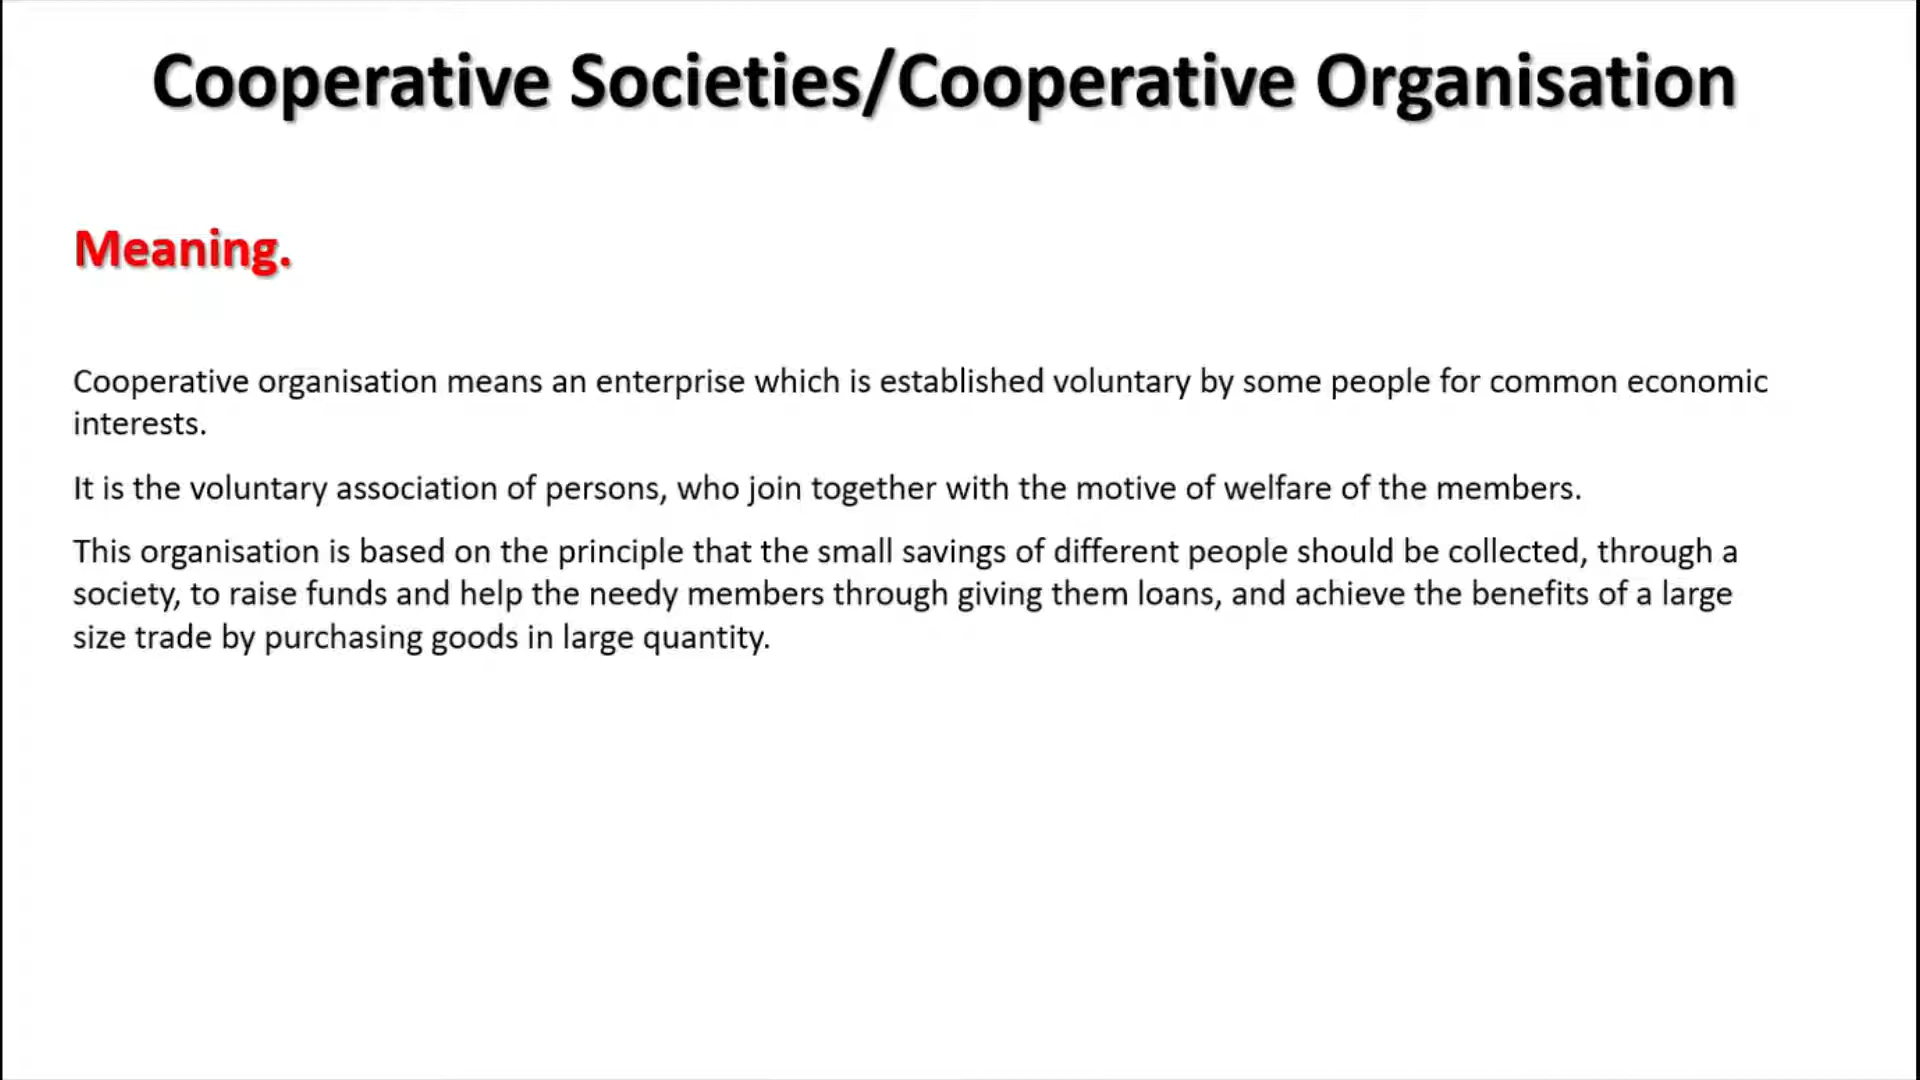 Cooperative Societies/Cooperative Organisation
Meaning.
Cooperative organisation means an enterprise which is established voluntary by some people for common economic
interests.
It is the voluntary association of persons, who join together with the motive of welfare of the members.
This organisation is based on the principle that the small savings of different people should be collected, through a
society, to raise funds and help the needy members through giving them loans, and achieve the benefits of a large
size trade by purchasing goods in large quantity.